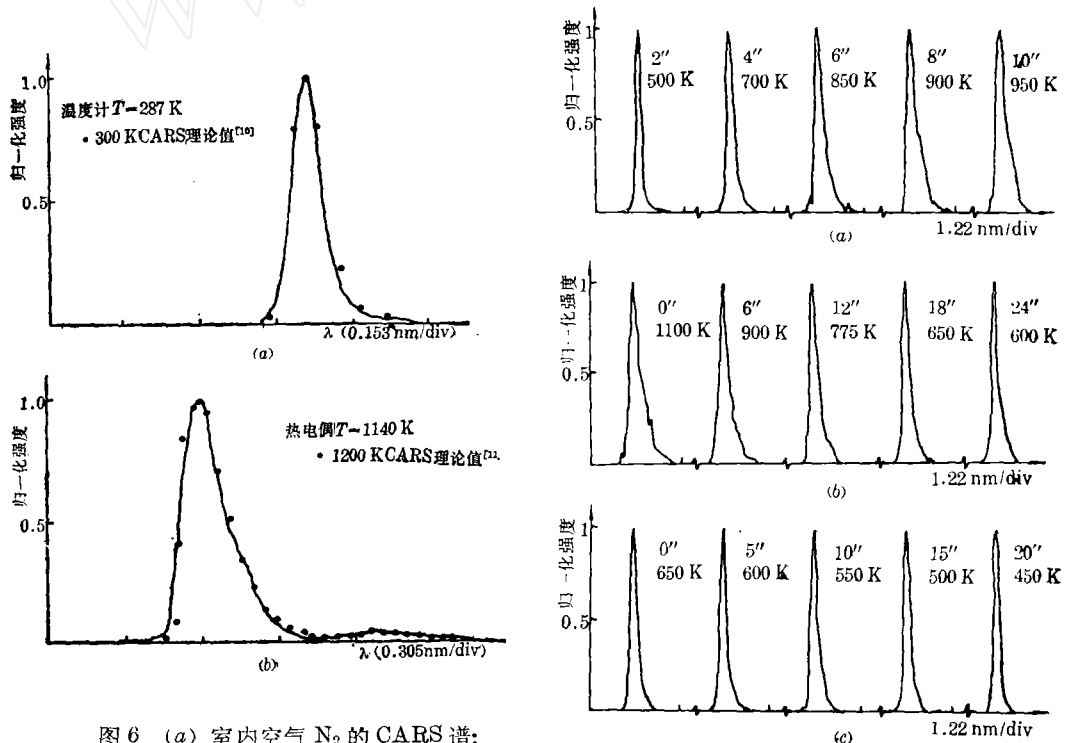 归一化强度
1.0
0.5
温度计T=287 K
• 300 KCARS理论值[10]
λ (0.153nm/div)
(a)
归一化强度
1.0
0.5
热电偶T=1140 K
• 1200 KCARS理论值
λ (0.305nm/div)
(b)
图6 (a) 室内空气 N₂ 的 CARS 谱;
归一化强度
1
0.5
2″ 4″ 6″ 8″ 10″
500 K 700 K 850 K 900 K 950 K
(a)
1.22 nm/div
归一化强度
1
0.5
0″ 6″ 12″ 18″ 24″
1100 K 900 K 775 K 650 K 600 K
(b)
1.22 nm/div
归一化强度
1
0.5
0″ 5″ 10″ 15″ 20″
650 K 600 K 550 K 500 K 450 K
(c)
1.22 nm/div